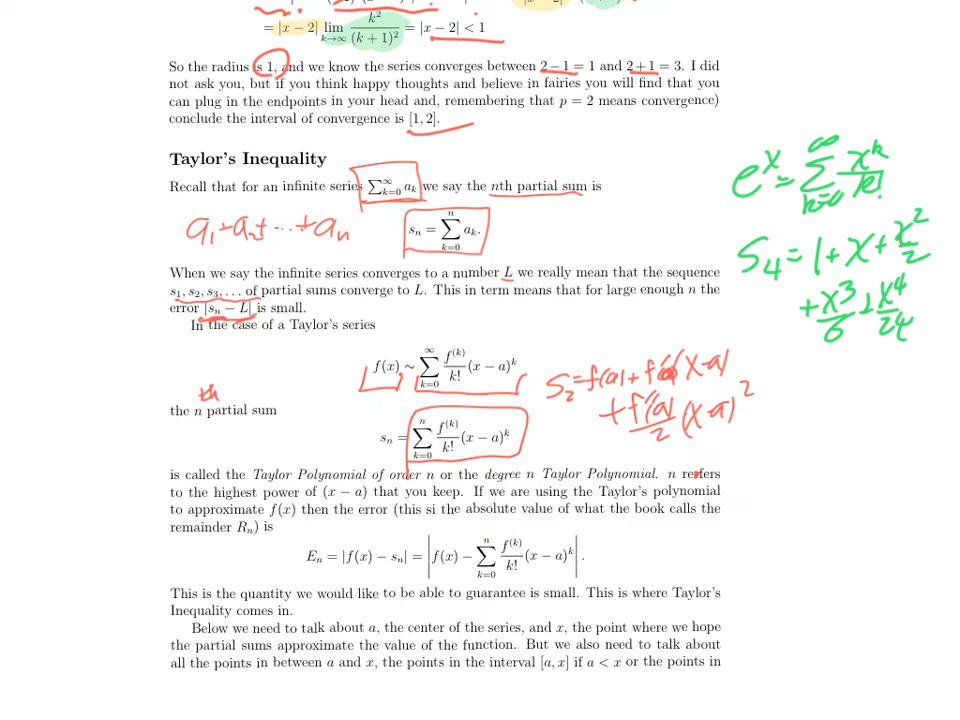 = |x − 2| lim_{k→∞} k²/(k + 1)² = |x − 2| < 1
So the radius is 1, and we know the series converges between 2 − 1 = 1 and 2 + 1 = 3. I did
not ask you, but if you think happy thoughts and believe in fairies you will find that you
can plug in the endpoints in your head and, remembering that p = 2 means convergence)
conclude the interval of convergence is [1, 2].
Taylor's Inequality
Recall that for an infinite series ∑_{k=0}^{∞} a_k we say the nth partial sum is
a₁ + a₂ + ... + aₙ
s_n = ∑_{k=0}^{n} a_k.
When we say the infinite series converges to a number L we really mean that the sequence
s₁, s₂, s₃, . . . of partial sums converge to L. This in term means that for large enough n the
error |s_n − L| is small.
In the case of a Taylor's series
f(x) ∼ ∑_{k=0}^{∞} f^{(k)}/k! (x − a)^k
th
the n partial sum
s_n = ∑_{k=0}^{n} f^{(k)}/k! (x − a)^k
S₂ = f(a) + f'(a)(x−a)
+ f''(a)/2 (x−a)²
is called the Taylor Polynomial of order n or the degree n Taylor Polynomial. n refers
to the highest power of (x − a) that you keep. If we are using the Taylor's polynomial
to approximate f(x) then the error (this si the absolute value of what the book calls the
remainder R_n) is
E_n = |f(x) − s_n| = |f(x) − ∑_{k=0}^{n} f^{(k)}/k! (x − a)^k|.
This is the quantity we would like to be able to guarantee is small. This is where Taylor's
Inequality comes in.
Below we need to talk about a, the center of the series, and x, the point where we hope
the partial sums approximate the value of the function. But we also need to talk about
all the points in between a and x, the points in the interval [a, x] if a < x or the points in
e^x = ∑_{k=0}^{∞} x^k/k!
S₄ = 1 + x + x²/2
+ x³/6 + x⁴/24